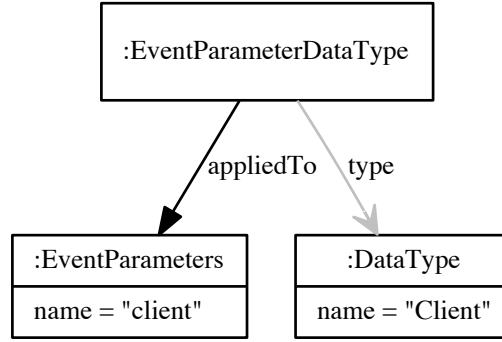 :EventParameterDataType
appliedTo
type
:EventParameters
name = "client"
:DataType
name = "Client"